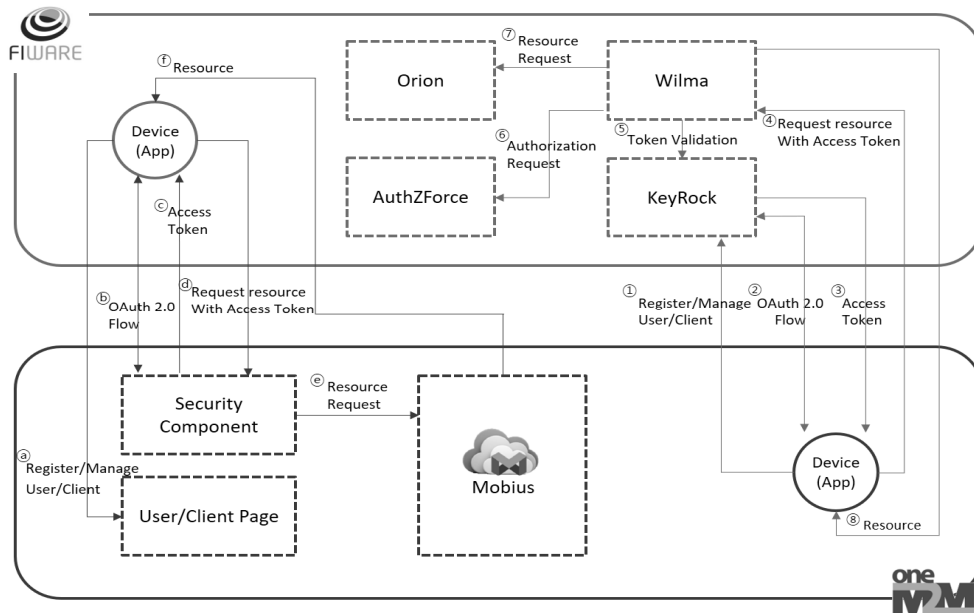 FIWARE
ⓕ Resource
Device
(App)
ⓒ Access
Token
ⓑ OAuth 2.0
Flow
ⓓ Request resource
With Access Token
⑦ Resource
Request
Orion
Wilma
⑥ Authorization
Request
⑤ Token Validation
④ Request resource
With Access Token
AuthZForce
KeyRock
① Register/Manage
User/Client
② OAuth 2.0
Flow
③ Access
Token
Security
Component
ⓔ Resource
Request
ⓐ Register/Manage
User/Client
User/Client Page
Mobius
Device
(App)
⑧ Resource
one
M2M